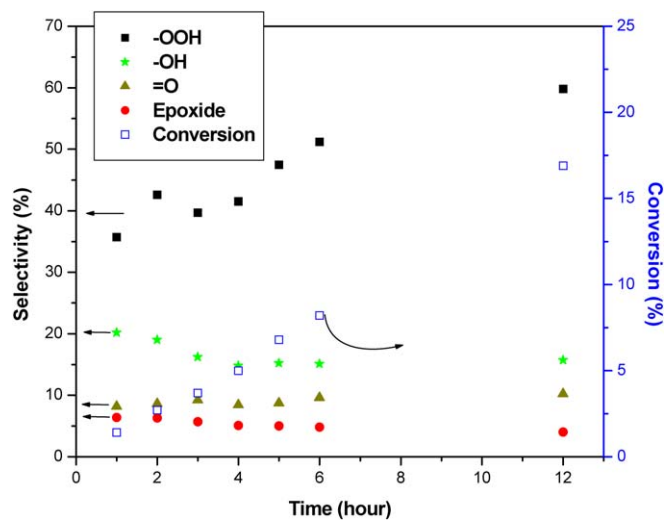 70
60
50
40
30
20
10
0
Selectivity (%)
-OOH
-OH
=O
Epoxide
Conversion
25
20
15
10
5
0
Conversion (%)
0 2 4 6 8 10 12
Time (hour)